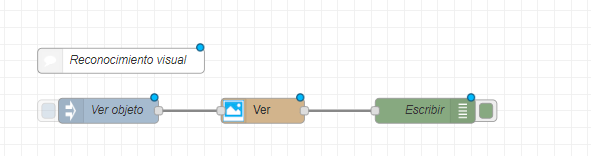 Reconocimiento visual
Ver objeto
Ver
Escribir